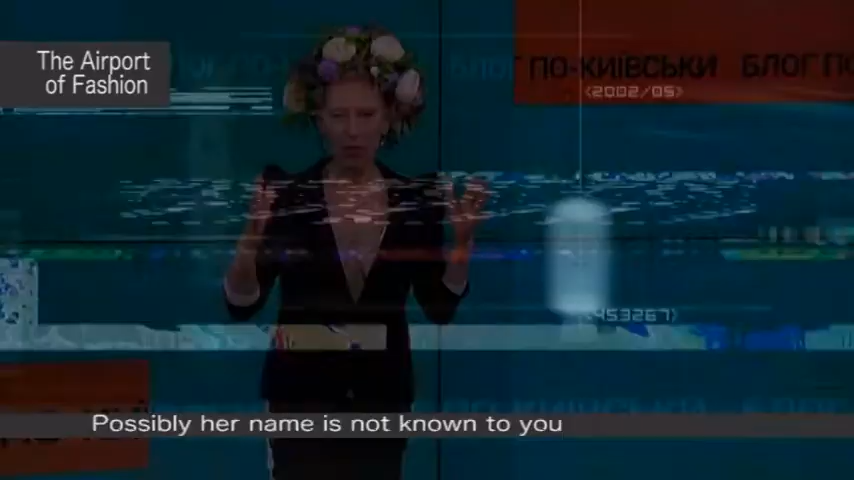 The Airport
of Fashion
БЛОГ ПО-КИЇВСЬКИ БЛОГ ПО
<2002/05>
<453267>
Possibly her name is not known to you